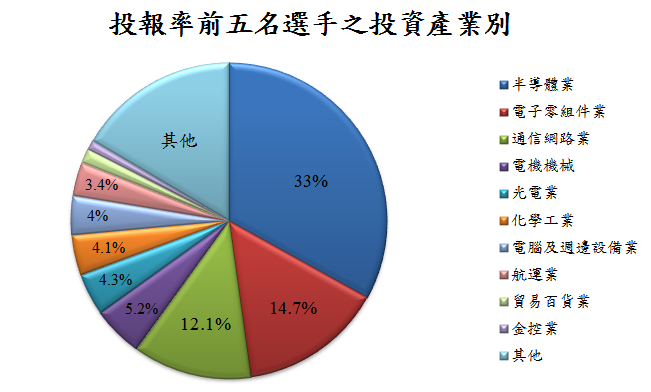 投報率前五名選手之投資產業別
其他
33%
14.7%
12.1%
5.2%
4.3%
4.1%
4%
3.4%
半導體業
電子零組件業
通信網路業
電機機械
光電業
化學工業
電腦及週邊設備業
航運業
貿易百貨業
金控業
其他